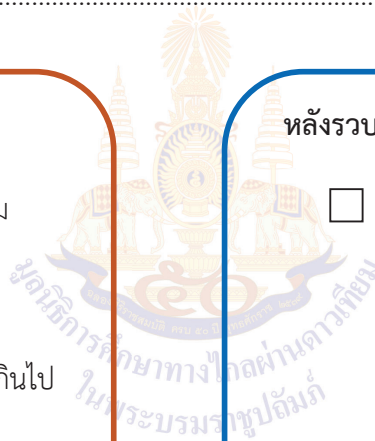 หลังรวบ
กินไป
มูลนิธิการศึกษาทางไกลผ่านดาวเทียม
ในพระบรมราชูปถัมภ์